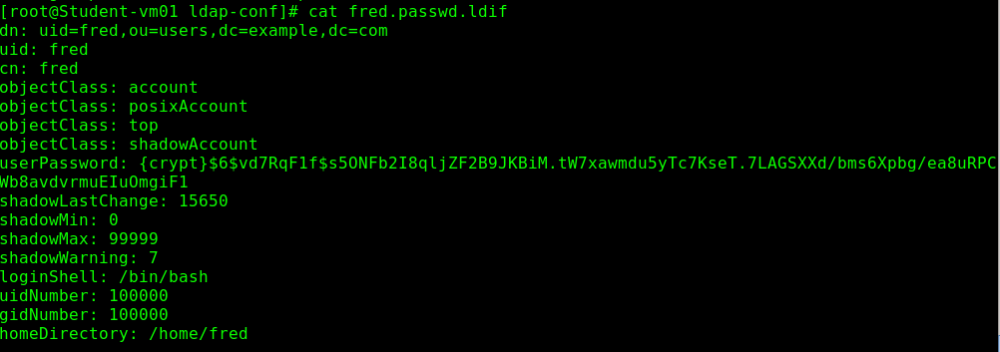 [root@Student-vm01 ldap-conf]# cat fred.passwd.ldif
dn: uid=fred,ou=users,dc=example,dc=com
uid: fred
cn: fred
objectClass: account
objectClass: posixAccount
objectClass: top
objectClass: shadowAccount
userPassword: {crypt}$6$vd7RqF1f$s5ONFb2I8qljZF2B9JKBiM.tW7xawmdu5yTc7KseT.7LAGSXXd/bms6Xpbg/ea8uRPC
Wb8avdvrmuEIuOmgiF1
shadowLastChange: 15650
shadowMin: 0
shadowMax: 99999
shadowWarning: 7
loginShell: /bin/bash
uidNumber: 100000
gidNumber: 100000
homeDirectory: /home/fred